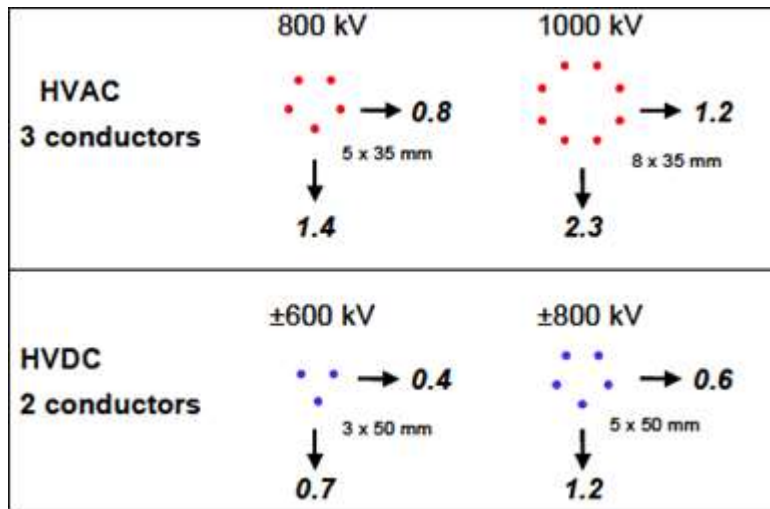 800 kV
1000 kV
HVAC
3 conductors
0.8
1.2
5 x 35 mm
8 x 35 mm
1.4
2.3
±600 kV
±800 kV
HVDC
2 conductors
0.4
0.6
3 x 50 mm
5 x 50 mm
0.7
1.2